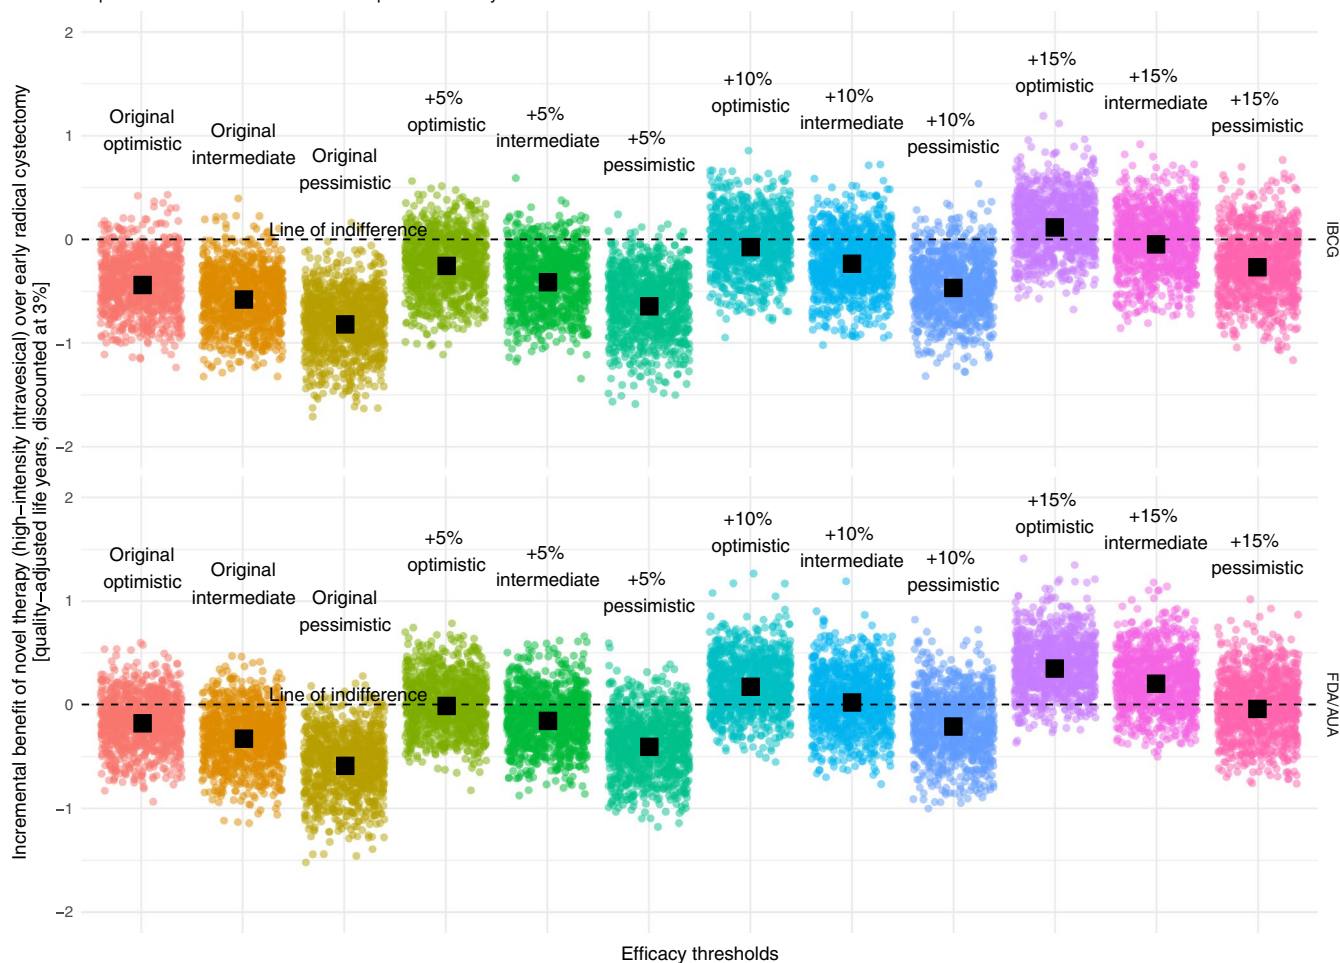 2
1
0
−1
−2
Original
optimistic
Original
intermediate
Original
pessimistic
+5%
optimistic
+5%
intermediate
+5%
pessimistic
+10%
optimistic
+10%
intermediate
+10%
pessimistic
+15%
optimistic
+15%
intermediate
+15%
pessimistic
Line of indifference
IBCG
Incremental benefit of novel therapy (high−intensity intravesical) over early radical cystectomy
[quality−adjusted life years, discounted at 3%]
2
1
0
−1
−2
Original
optimistic
Original
intermediate
Original
pessimistic
+5%
optimistic
+5%
intermediate
+5%
pessimistic
+10%
optimistic
+10%
intermediate
+10%
pessimistic
+15%
optimistic
+15%
intermediate
+15%
pessimistic
Line of indifference
FDA/AUA
Efficacy thresholds